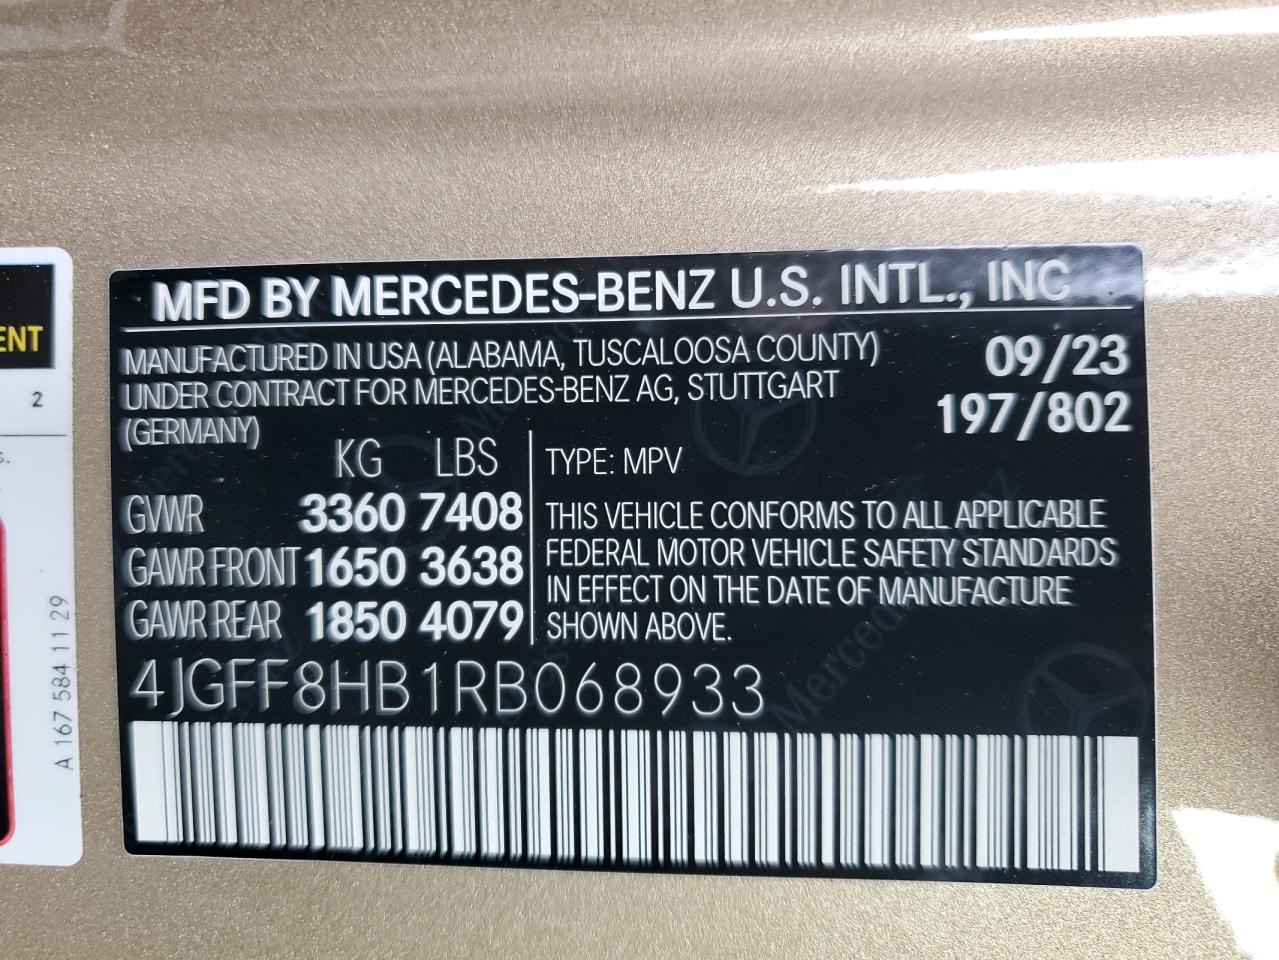 MFD BY MERCEDES-BENZ U.S. INTL., INC
MANUFACTURED IN USA (ALABAMA, TUSCALOOSA COUNTY)
UNDER CONTRACT FOR MERCEDES-BENZ AG, STUTTGART
(GERMANY)
09/23
197/802
KG LBS
GVWR 3360 7408
GAWR FRONT 1650 3638
GAWR REAR 1850 4079
TYPE: MPV
THIS VEHICLE CONFORMS TO ALL APPLICABLE
FEDERAL MOTOR VEHICLE SAFETY STANDARDS
IN EFFECT ON THE DATE OF MANUFACTURE
SHOWN ABOVE.
4JGFF8HB1RB068933
2
A 167 584 11 29